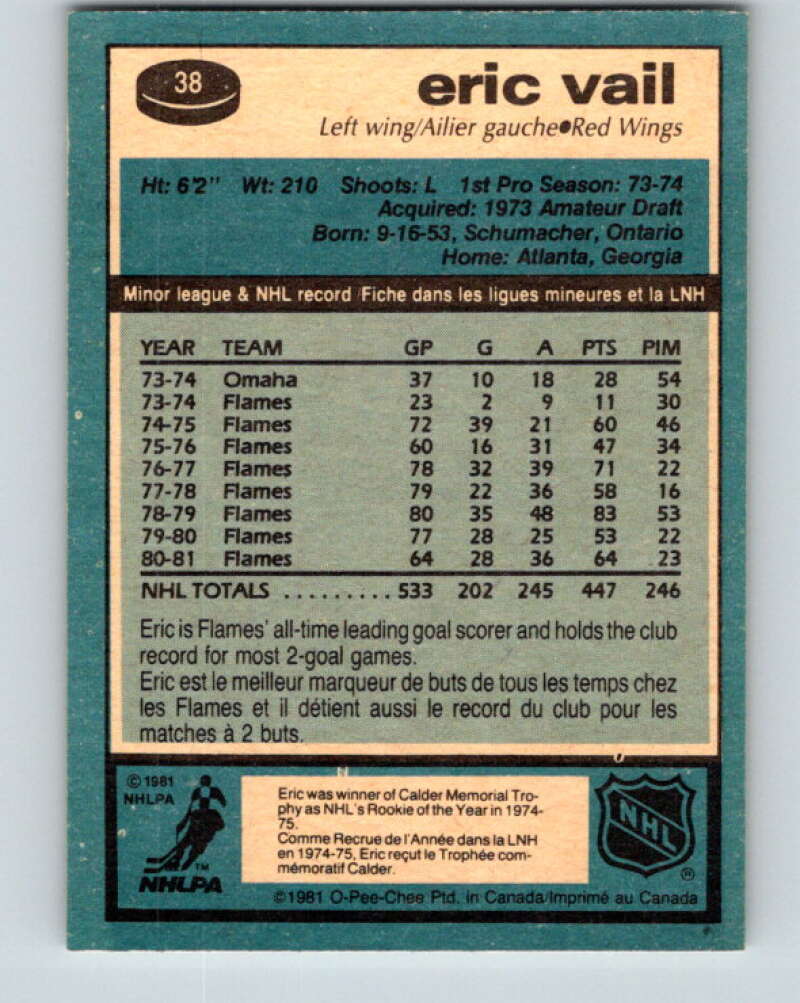 38
eric vail
Left wing/Ailier gauche●Red Wings
Ht: 6'2" Wt: 210 Shoots: L 1st Pro Season: 73-74
Acquired: 1973 Amateur Draft
Born: 9-16-53, Schumacher, Ontario
Home: Atlanta, Georgia
Minor league & NHL record/Fiche dans les ligues mineures et la LNH
YEAR TEAM GP G A PTS PIM
73-74 Omaha 37 10 18 28 54
73-74 Flames 23 2 9 11 30
74-75 Flames 72 39 21 60 46
75-76 Flames 60 16 31 47 34
76-77 Flames 78 32 39 71 22
77-78 Flames 79 22 36 58 16
78-79 Flames 80 35 48 83 53
79-80 Flames 77 28 25 53 22
80-81 Flames 64 28 36 64 23
NHL TOTALS ......... 533 202 245 447 246
Eric is Flames' all-time leading goal scorer and holds the club
record for most 2-goal games.
Eric est le meilleur marqueur de buts de tous les temps chez
les Flames et il détient aussi le record du club pour les
matches à 2 buts.
©1981
NHLPA
TM
NHLPA
Eric was winner of Calder Memorial Tro-
phy as NHL's Rookie of the Year in 1974-
75.
Comme Recrue de l'Année dans la LNH
en 1974-75, Eric reçut le Trophée com-
mémoratif Calder.
NHL
®
©1981 O-Pee-Chee Ptd. in Canada/Imprimé au Canada